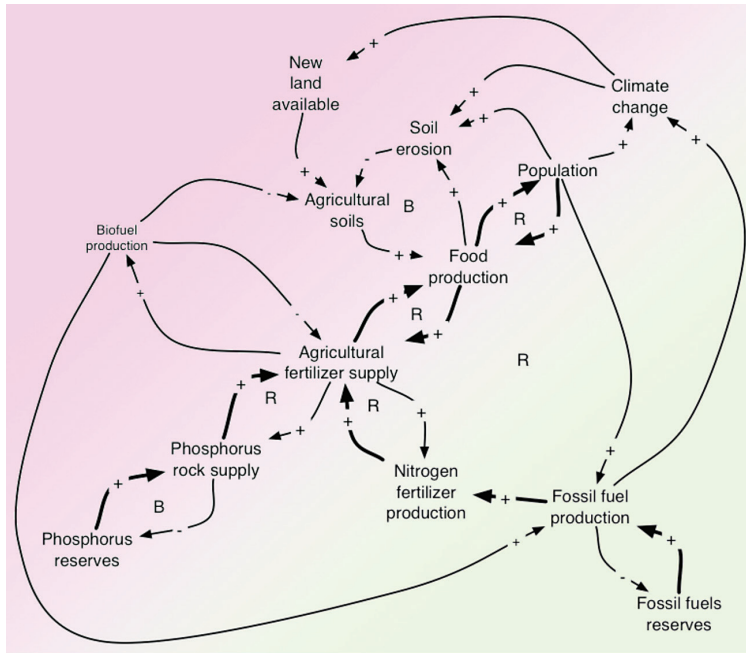 +
New
land
available
Climate
change
+
+
Soil
erosion
+
+
-
Population
+
+
-
Agricultural
soils
B
+
+
R
+
Biofuel
production
+
Food
production
+
+
-
R
+
Agricultural
fertilizer supply
R
+
R
R
+
+
+
Phosphorus
rock supply
+
Nitrogen
fertilizer
production
+
B
+
Fossil fuel
production
-
Phosphorus
reserves
+
+
-
Fossil fuels
reserves